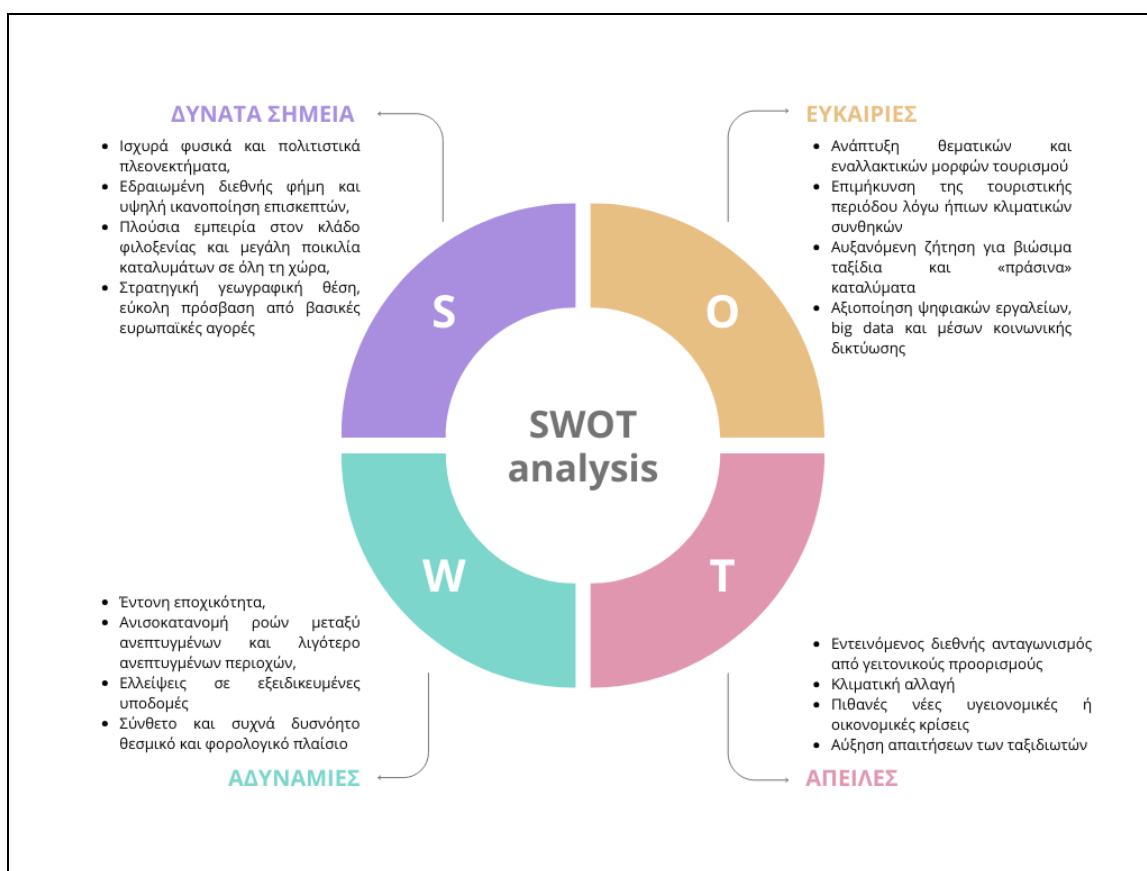 ΔΥΝΑΤΑ ΣΗΜΕΙΑ
• Ισχυρά φυσικά και πολιτιστικά
πλεονεκτήματα,
• Εδραιωμένη διεθνής φήμη και
υψηλή ικανοποίηση επισκεπτών,
• Πλούσια εμπειρία στον κλάδο
φιλοξενίας και μεγάλη ποικιλία
καταλυμάτων σε όλη τη χώρα,
• Στρατηγική γεωγραφική θέση,
εύκολη πρόσβαση από βασικές
ευρωπαϊκές αγορές
ΕΥΚΑΙΡΙΕΣ
• Ανάπτυξη θεματικών και
εναλλακτικών μορφών τουρισμού
• Επιμήκυνση της τουριστικής
περιόδου λόγω ήπιων κλιματικών
συνθηκών
• Αυξανόμενη ζήτηση για βιώσιμα
ταξίδια και «πράσινα»
καταλύματα
• Αξιοποίηση ψηφιακών εργαλείων,
big data και μέσων κοινωνικής
δικτύωσης
S
O
SWOT
analysis
W
T
• Έντονη εποχικότητα,
• Ανισοκατανομή ροών μεταξύ
ανεπτυγμένων και λιγότερο
ανεπτυγμένων περιοχών,
• Ελλείψεις σε εξειδικευμένες
υποδομές
• Σύνθετο και συχνά δυσνόητο
θεσμικό και φορολογικό πλαίσιο
ΑΔΥΝΑΜΙΕΣ
• Εντεινόμενος διεθνής ανταγωνισμός
από γειτονικούς προορισμούς
• Κλιματική αλλαγή
• Πιθανές νέες υγειονομικές ή
οικονομικές κρίσεις
• Αύξηση απαιτήσεων των ταξιδιωτών
ΑΠΕΙΛΕΣ